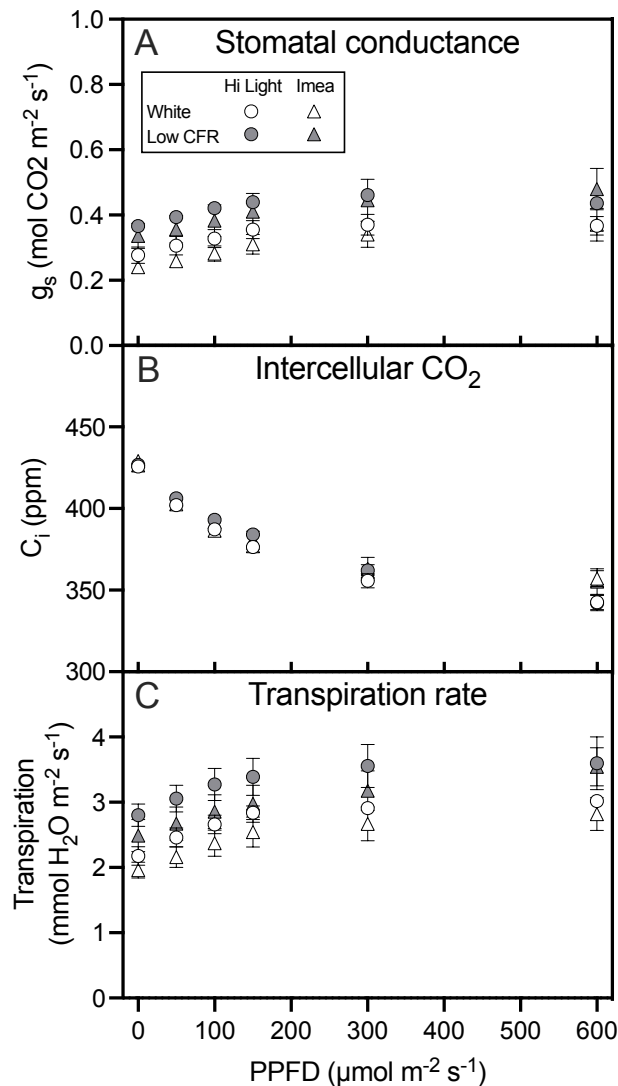 A Stomatal conductance
Hi Light Imea
White
Low CFR
1.0
0.8
0.6
0.4
0.2
0.0
gs (mol CO2 m-2 s-1)
B Intercellular CO2
450
400
350
300
Ci (ppm)
C Transpiration rate
4
3
2
1
0
Transpiration
(mmol H2O m-2 s-1)
0 100 200 300 400 500 600
PPFD (μmol m-2 s-1)